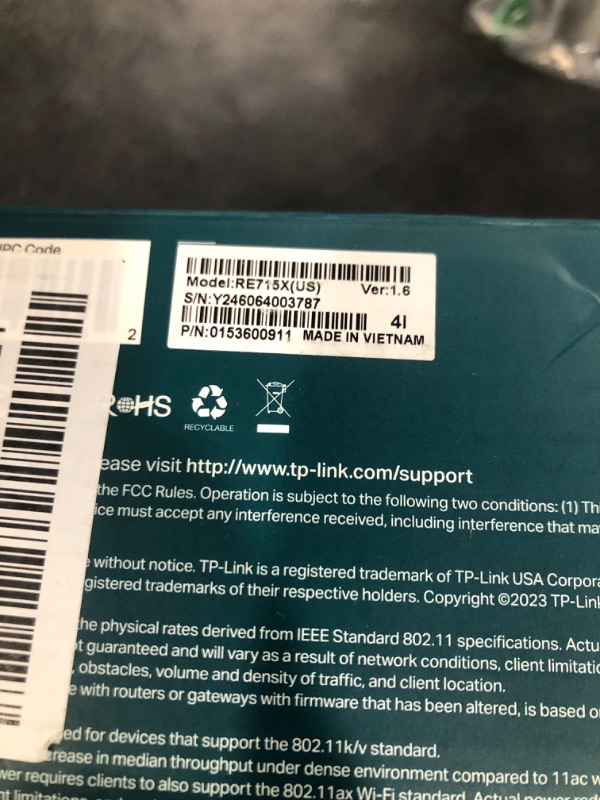 UPC Code
2
Model:RE715X(US) Ver:1.6
S/N:Y246064003787
4I
P/N:0153600911 MADE IN VIETNAM
RoHS
RECYCLABLE
ease visit http://www.tp-link.com/support
the FCC Rules. Operation is subject to the following two conditions: (1) Thi
ice must accept any interference received, including interference that ma
without notice. TP-Link is a registered trademark of TP-Link USA Corpora
gistered trademarks of their respective holders. Copyright ©2023 TP-Link
the physical rates derived from IEEE Standard 802.11 specifications. Actu
t guaranteed and will vary as a result of network conditions, client limitatio
, obstacles, volume and density of traffic, and client location.
e with routers or gateways with firmware that has been altered, is based o
ed for devices that support the 802.11k/v standard.
crease in median throughput under dense environment compared to 11ac w
wer requires clients to also support the 802.11ax Wi-Fi standard. Actual power red